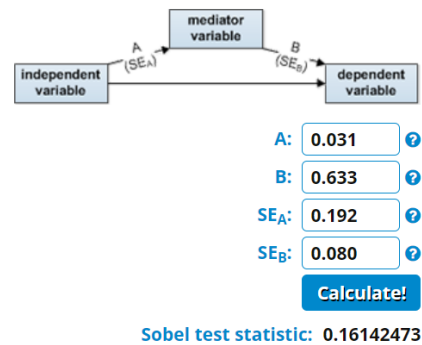 mediator
variable
A
(SEA)
B
(SEB)
independent
variable
dependent
variable
A: 0.031 ?
B: 0.633 ?
SEA: 0.192 ?
SEB: 0.080 ?
Calculate!
Sobel test statistic: 0.16142473